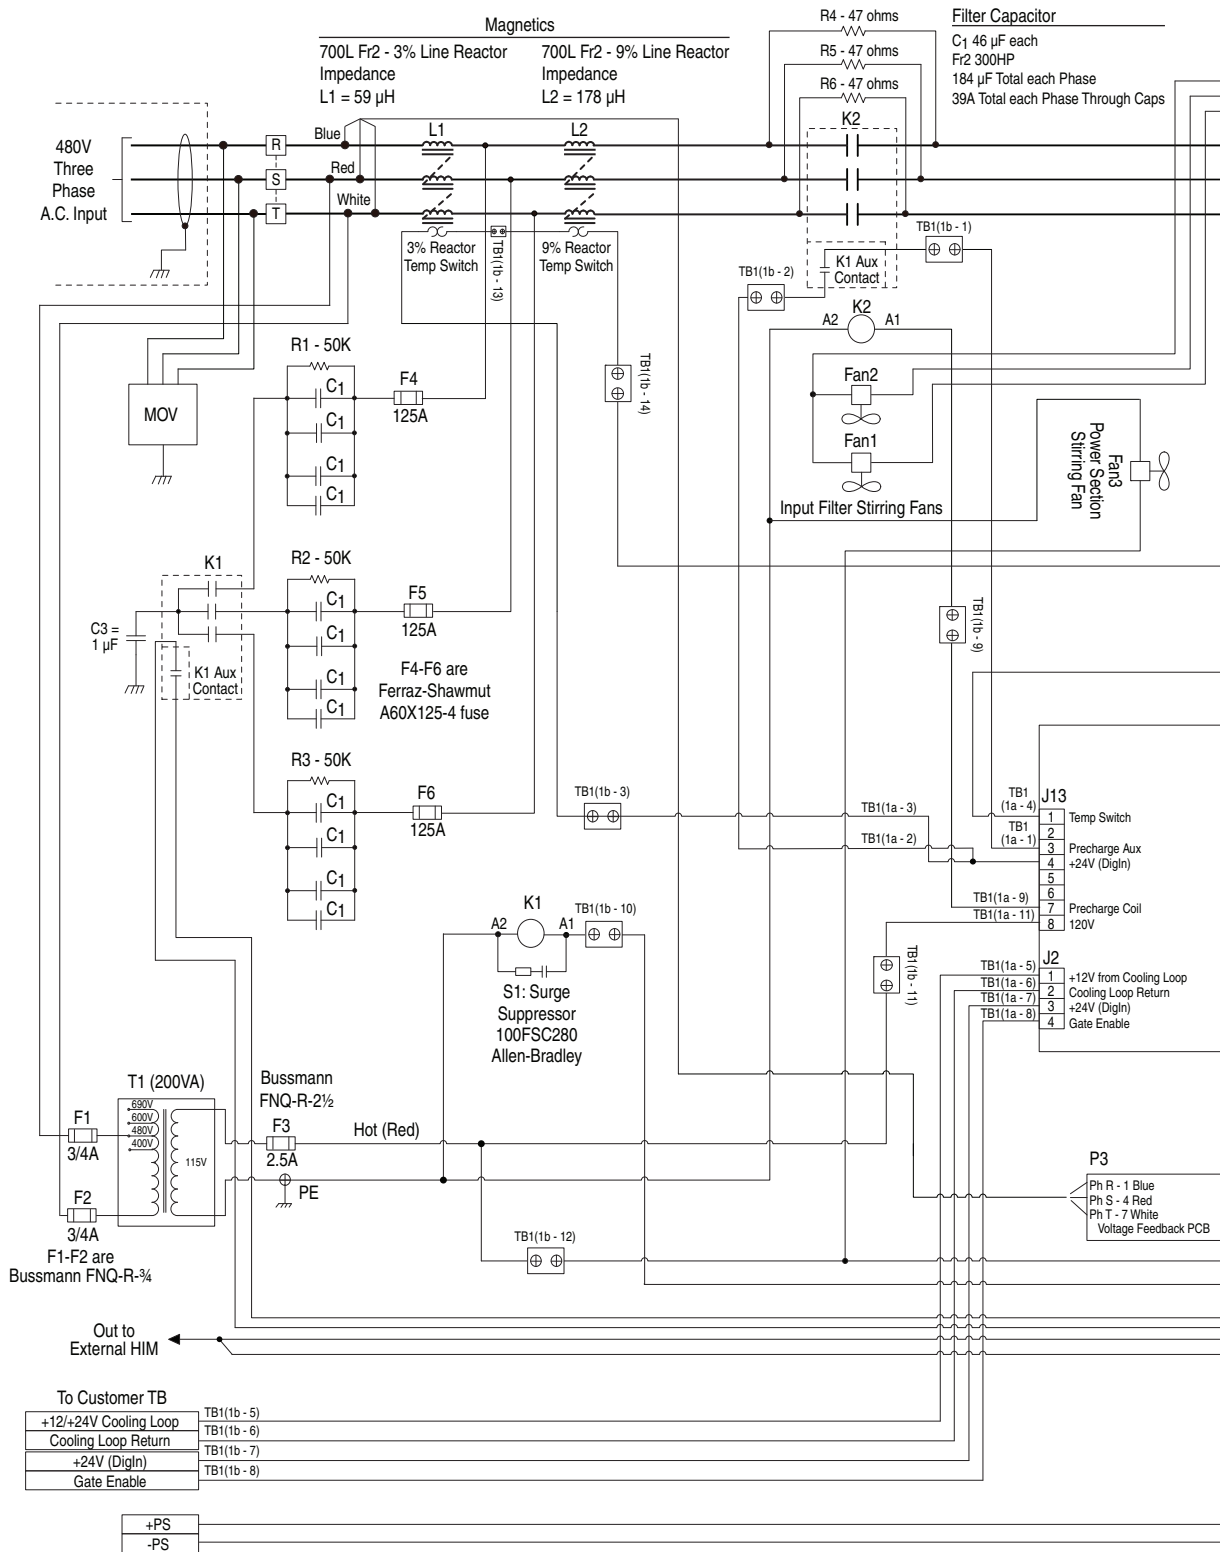 Magnetics
700L Fr2 - 3% Line Reactor
Impedance
L1 = 59 µH
700L Fr2 - 9% Line Reactor
Impedance
L2 = 178 µH
R4 - 47 ohms
R5 - 47 ohms
R6 - 47 ohms
Filter Capacitor
C1 46 µF each
Fr2 300HP
184 µF Total each Phase
39A Total each Phase Through Caps
480V
Three
Phase
A.C. Input
R
S
T
Blue
Red
White
L1
L2
K2
3% Reactor
Temp Switch
TB1(1b - 13)
9% Reactor
Temp Switch
K1 Aux
Contact
TB1(1b - 1)
TB1(1b - 2)
K2
A2
A1
MOV
R1 - 50K
C1
C1
C1
C1
F4
125A
TB1(1b - 14)
Fan2
Fan1
Input Filter Stirring Fans
Fan3
Power Section
Stirring Fan
K1
C3 =
1 µF
K1 Aux
Contact
R2 - 50K
C1
C1
C1
C1
F5
125A
F4-F6 are
Ferraz-Shawmut
A60X125-4 fuse
TB1(1b - 9)
R3 - 50K
C1
C1
C1
C1
F6
125A
TB1(1b - 3)
TB1(1a - 3)
TB1(1a - 2)
TB1
(1a - 4)
TB1
(1a - 1)
TB1(1a - 9)
TB1(1a - 11)
J13
1 Temp Switch
2
3 Precharge Aux
4 +24V (DigIn)
5
6
7 Precharge Coil
8 120V
K1
A2
A1
TB1(1b - 10)
S1: Surge
Suppressor
100FSC280
Allen-Bradley
TB1(1b - 11)
J2
TB1(1a - 5) 1 +12V from Cooling Loop
TB1(1a - 6) 2 Cooling Loop Return
TB1(1a - 7) 3 +24V (DigIn)
TB1(1a - 8) 4 Gate Enable
T1 (200VA)
690V
600V
480V
400V
115V
F1
3/4A
F2
3/4A
F1-F2 are
Bussmann FNQ-R-¾
Bussmann
FNQ-R-2½
F3
2.5A
Hot (Red)
PE
TB1(1b - 12)
P3
Ph R - 1 Blue
Ph S - 4 Red
Ph T - 7 White
Voltage Feedback PCB
Out to
External HIM
To Customer TB
+12/+24V Cooling Loop TB1(1b - 5)
Cooling Loop Return TB1(1b - 6)
+24V (DigIn) TB1(1b - 7)
Gate Enable TB1(1b - 8)
+PS
-PS